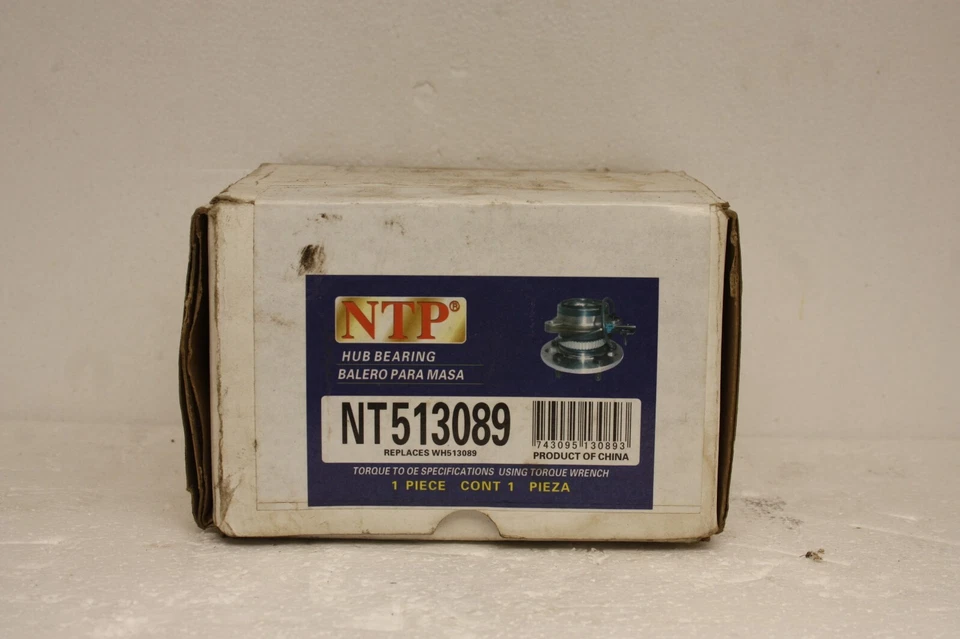 NTP®
HUB BEARING
BALERO PARA MASA
NT513089
REPLACES WH513089
743095 130893
PRODUCT OF CHINA
TORQUE TO OE SPECIFICATIONS USING TORQUE WRENCH
1 PIECE CONT 1 PIEZA